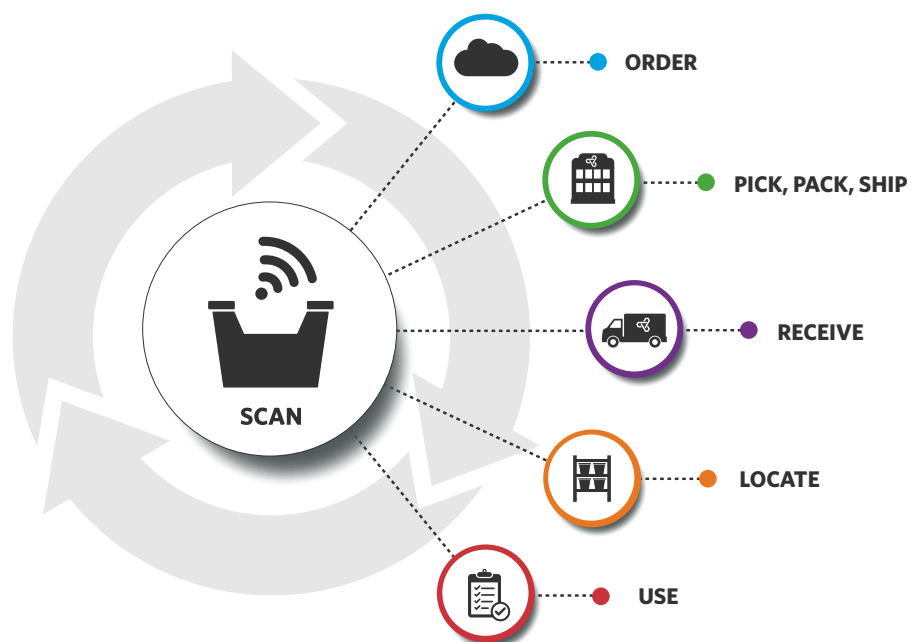 ORDER
PICK, PACK, SHIP
RECEIVE
SCAN
LOCATE
USE